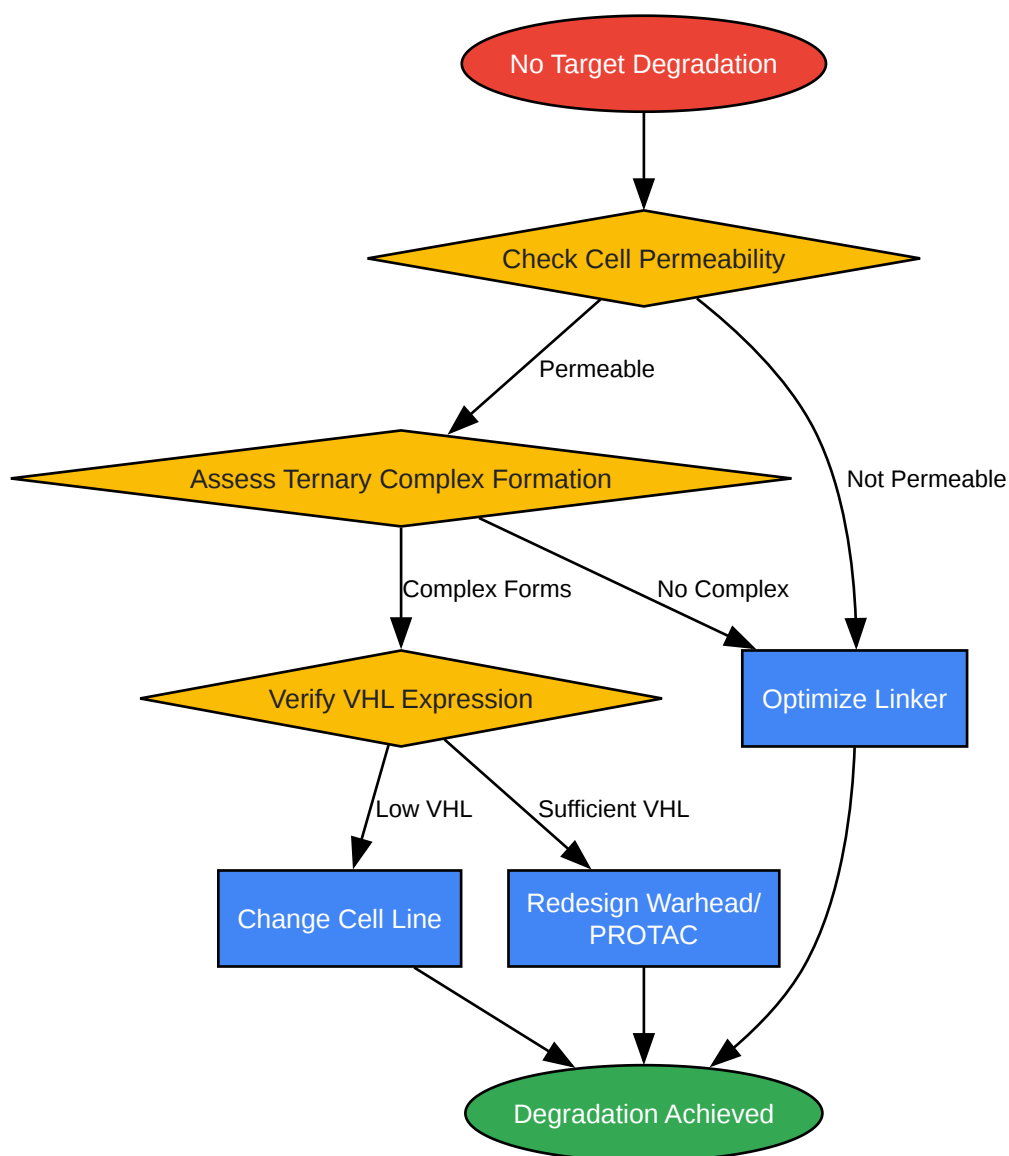 No Target Degradation
Check Cell Permeability
Permeable
Assess Ternary Complex Formation
Not Permeable
Complex Forms
No Complex
Verify VHL Expression
Optimize Linker
Low VHL
Sufficient VHL
Change Cell Line
Redesign Warhead/
PROTAC
Degradation Achieved